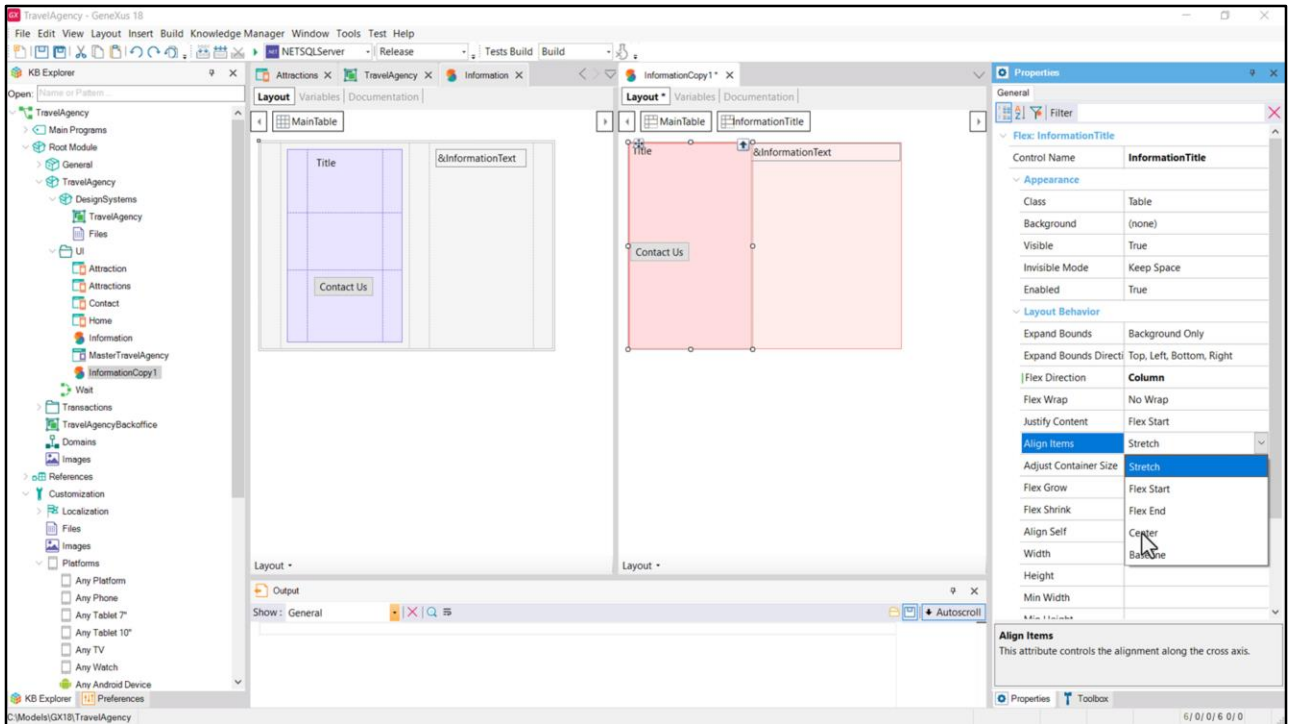 GX TravelAgency - GeneXus 18
File Edit View Layout Insert Build Knowledge Manager Window Tools Test Help
NETSQLServer Release Tests Build Build
KB Explorer
Open: Name or Pattern...
TravelAgency
Main Programs
Root Module
General
TravelAgency
DesignSystems
TravelAgency
Files
UI
Attraction
Attractions
Contact
Home
Information
MasterTravelAgency
InformationCopy1
Wait
Transactions
TravelAgencyBackoffice
Domains
Images
References
Customization
Localization
Files
Images
Platforms
Any Platform
Any Phone
Any Tablet 7"
Any Tablet 10"
Any TV
Any Watch
Any Android Device
KB Explorer Preferences
C:\Models\GX18\TravelAgency
Attractions X TravelAgency X Information X
Layout Variables Documentation
MainTable
Title
&InformationText
Contact Us
Layout
InformationCopy1* X
Layout * Variables Documentation
MainTable InformationTitle
Title
&InformationText
Contact Us
Layout
Output
Show: General
Autoscroll
Properties
General
Filter
Flex: InformationTitle
Control Name InformationTitle
Appearance
Class Table
Background (none)
Visible True
Invisible Mode Keep Space
Enabled True
Layout Behavior
Expand Bounds Background Only
Expand Bounds Directi Top, Left, Bottom, Right
Flex Direction Column
Flex Wrap No Wrap
Justify Content Flex Start
Align Items Stretch
Adjust Container Size Stretch
Flex Grow Flex Start
Flex Shrink Flex End
Align Self Center
Width Baseline
Height
Min Width
Min Height
Align Items
This attribute controls the alignment along the cross axis.
Properties Toolbox
6/ 0/ 0/ 6 0/ 0